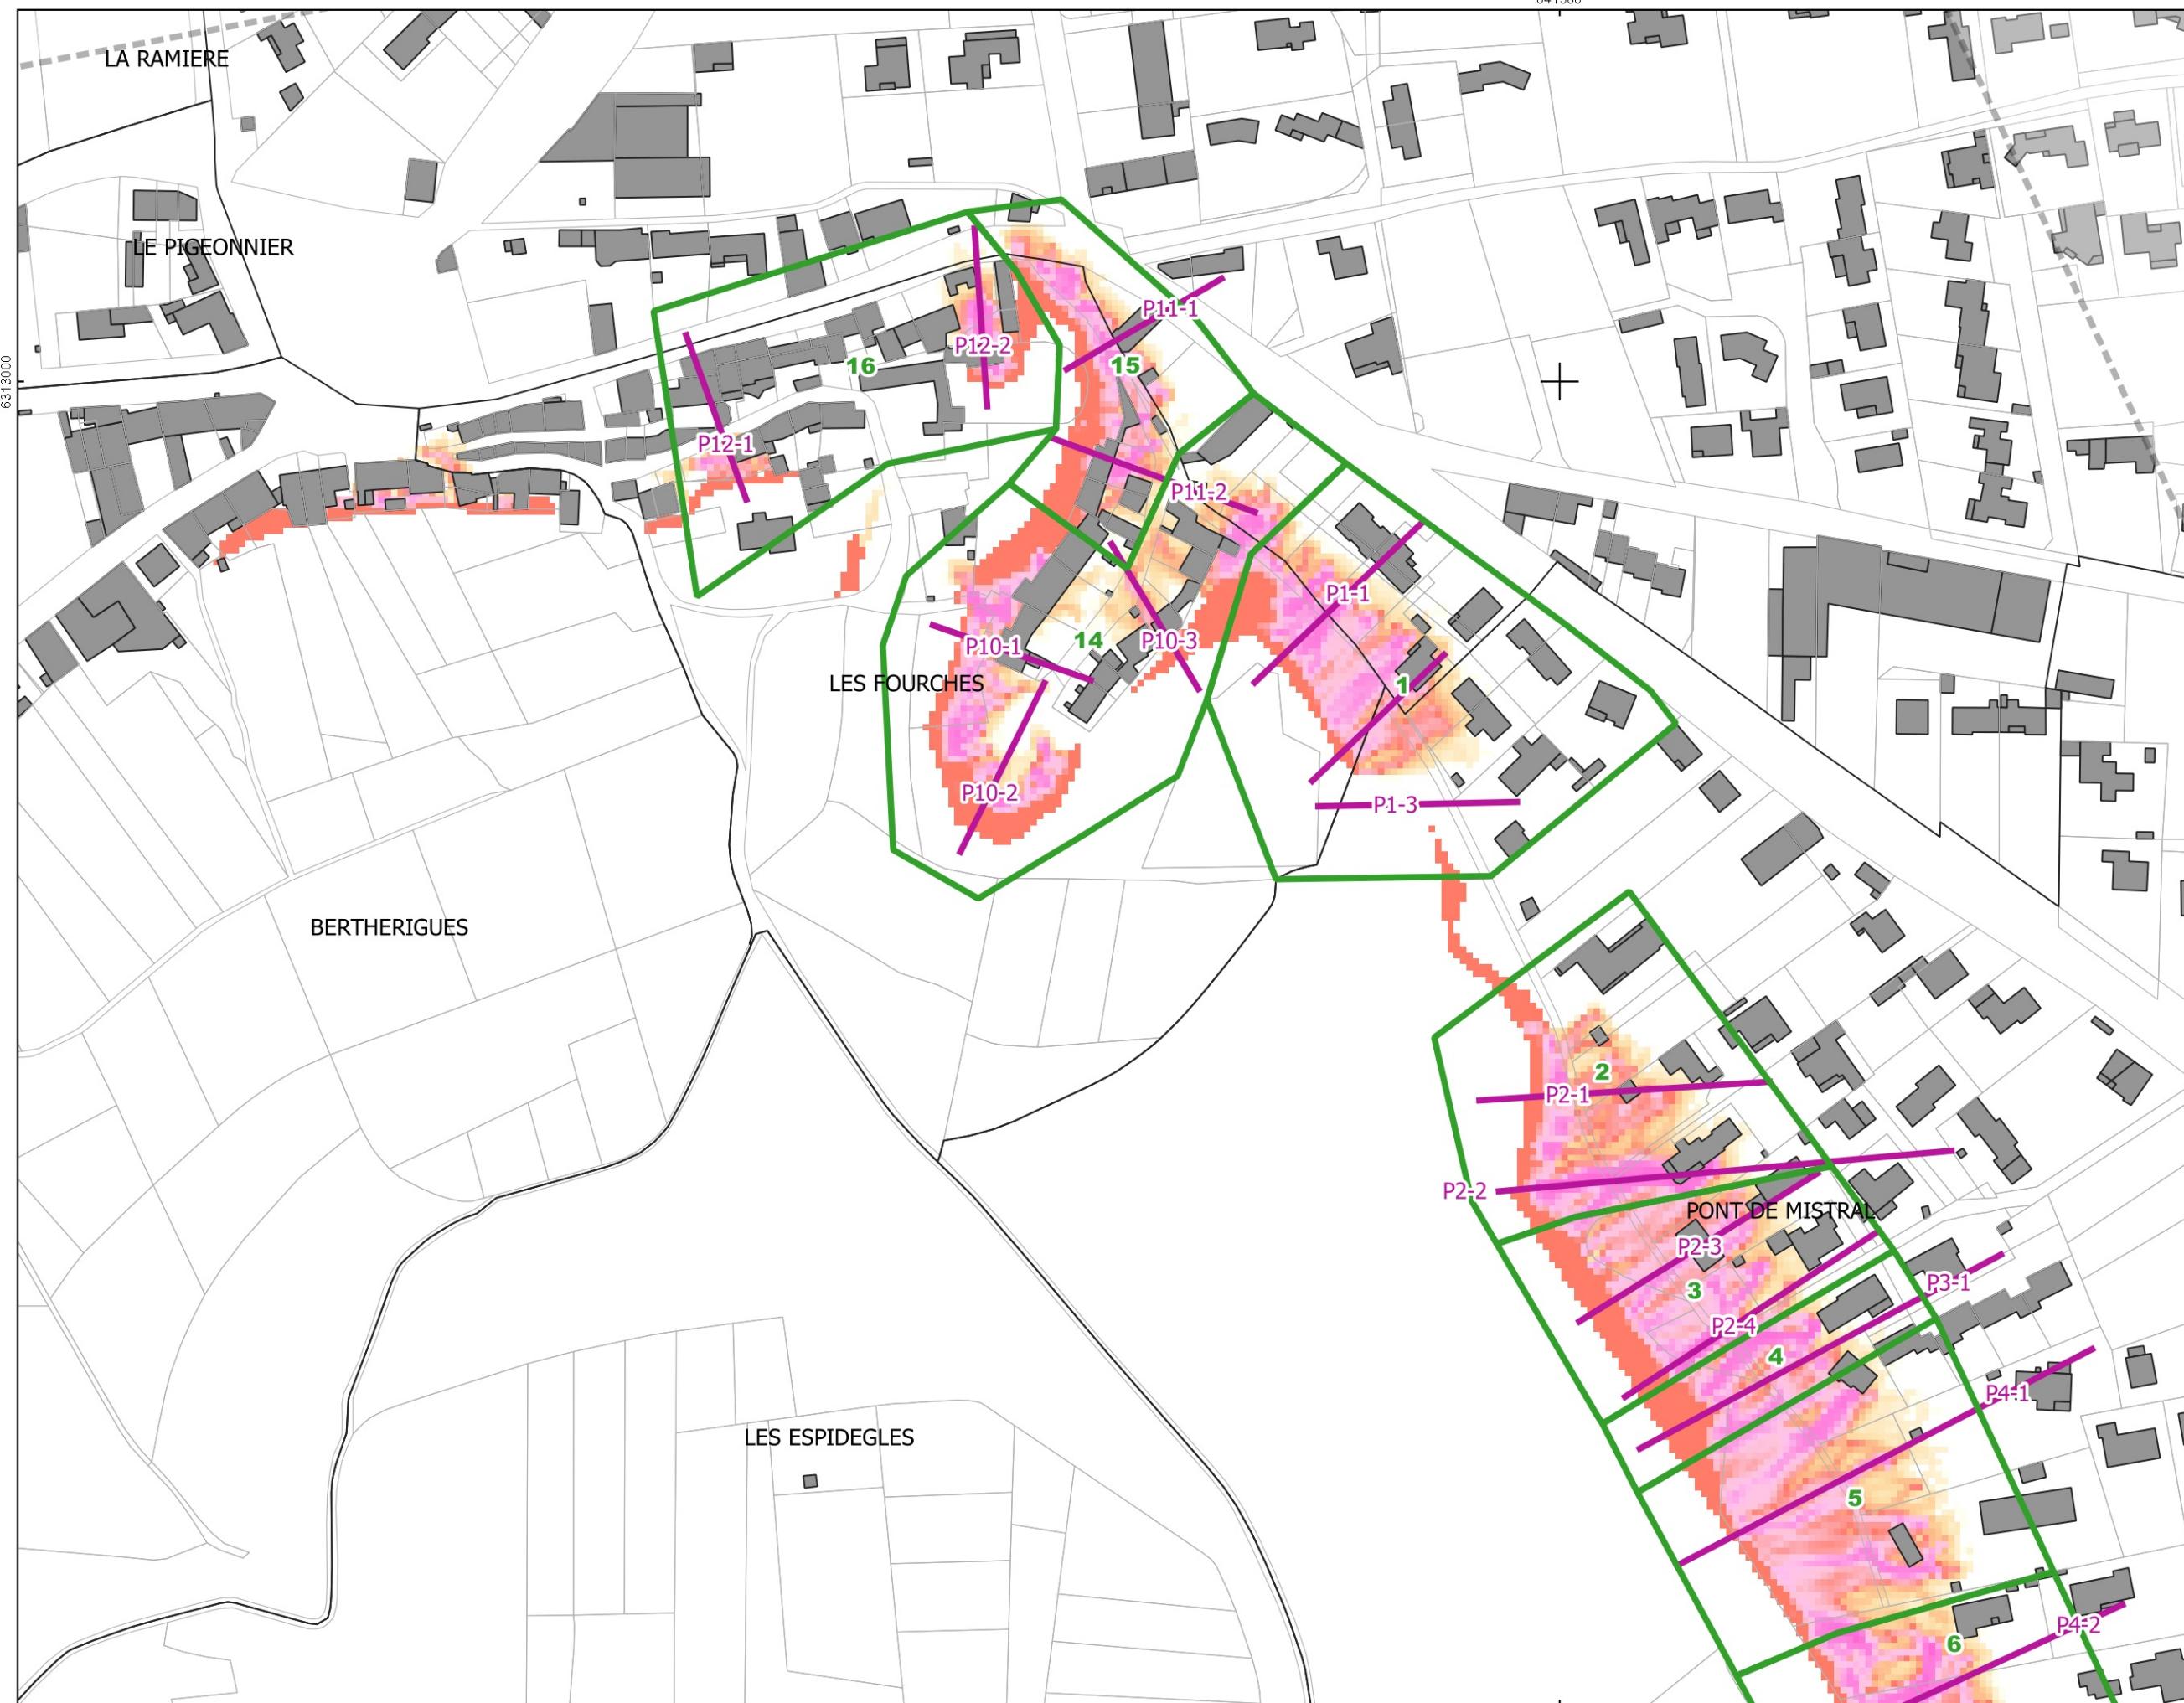 LA RAMIERE
LE PIGEONNIER
6313000
P11-1
P12-2
16
15
P12-1
P11-2
P1-1
14
P10-3
P10-1
LES FOURCHES
1
P10-2
P1-3
BERTHERIGUES
2
P2-1
P2-2
PONT DE MISTRAL
P2-3
3
P3-1
P2-4
4
P4-1
LES ESPIDEGLES
5
P4-2
6